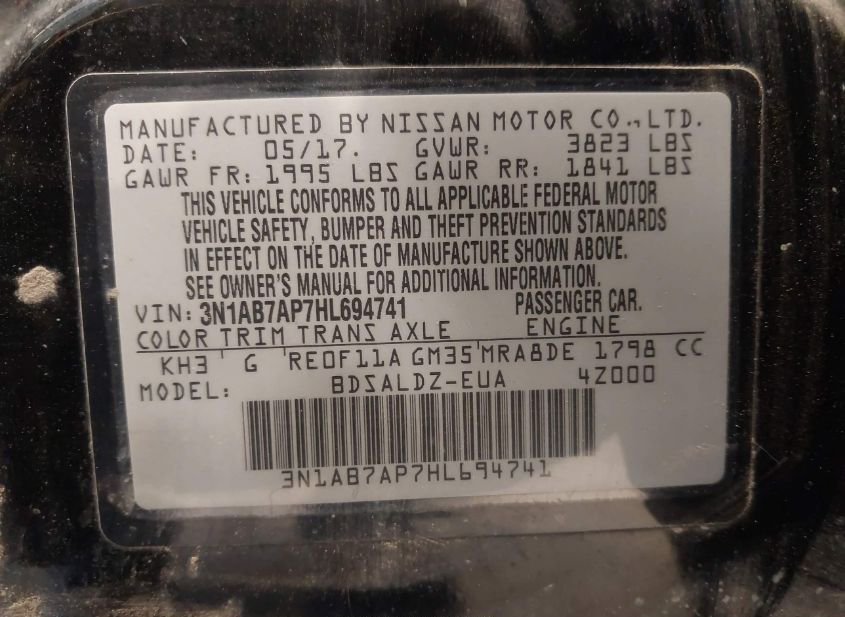 MANUFACTURED BY NISSAN MOTOR CO., LTD.
DATE: 05/17. GVWR: 3823 LBS
GAWR FR: 1995 LBS GAWR RR: 1841 LBS
THIS VEHICLE CONFORMS TO ALL APPLICABLE FEDERAL MOTOR
VEHICLE SAFETY, BUMPER AND THEFT PREVENTION STANDARDS
IN EFFECT ON THE DATE OF MANUFACTURE SHOWN ABOVE.
SEE OWNER'S MANUAL FOR ADDITIONAL INFORMATION.
VIN: 3N1AB7AP7HL694741 PASSENGER CAR.
COLOR TRIM TRANS AXLE ENGINE
KH3 G RE0F11A GM35 MRA8DE 1798 CC
MODEL: BDSALDZ-EUA 4Z000
3N1AB7AP7HL694741